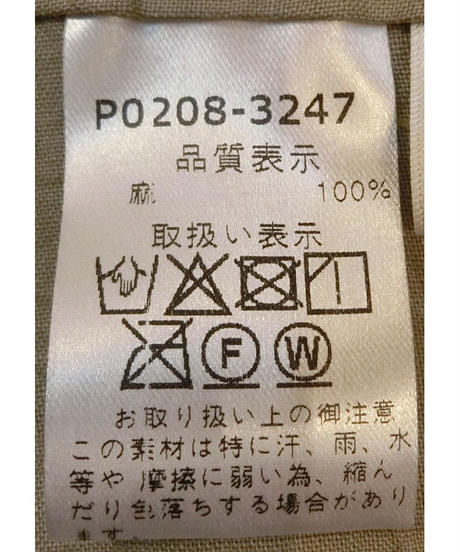 P0208-3247
品質表示
麻 100%
取扱い表示
F W
お取り扱い上の御注意
この素材は特に汗、雨、水
等や 摩擦に弱い為、縮ん
だり色落ちする場合があり
ます。